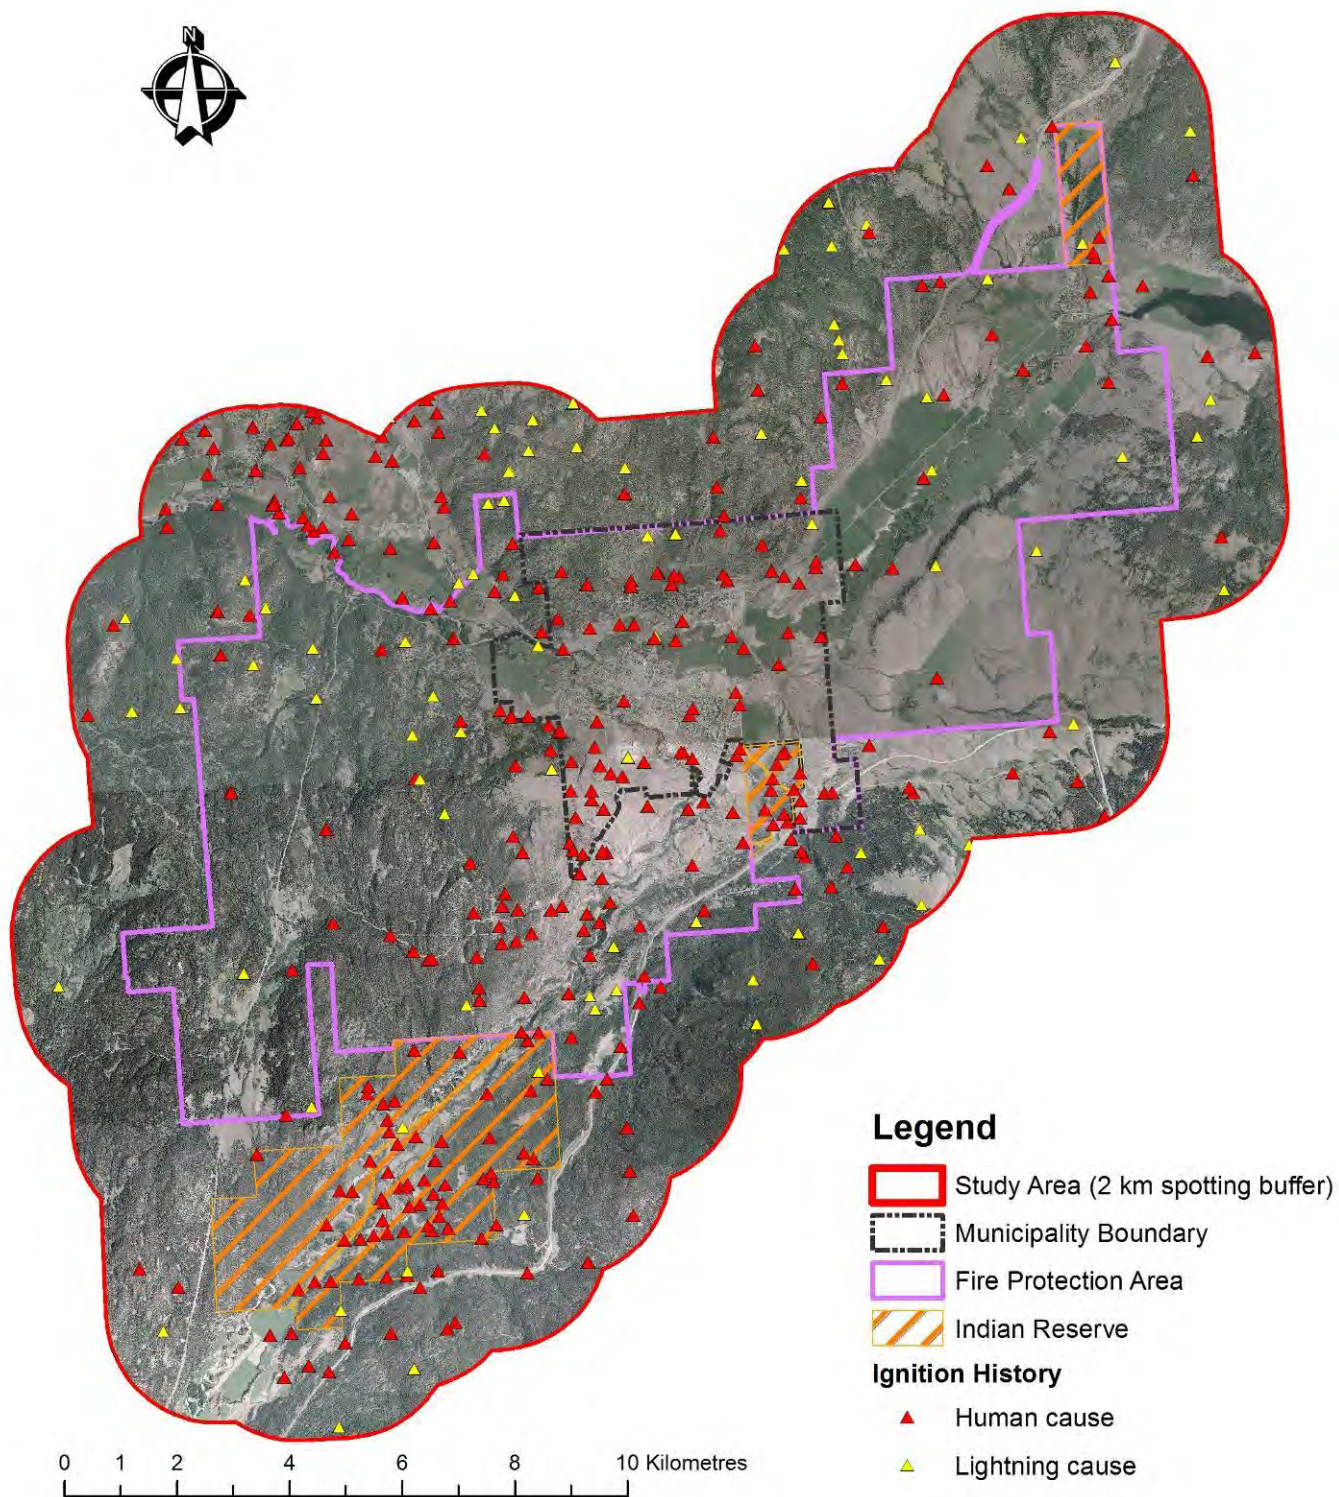 N
Legend
Study Area (2 km spotting buffer)
Municipality Boundary
Fire Protection Area
Indian Reserve
Ignition History
Human cause
Lightning cause
0 1 2 4 6 8 10 Kilometres